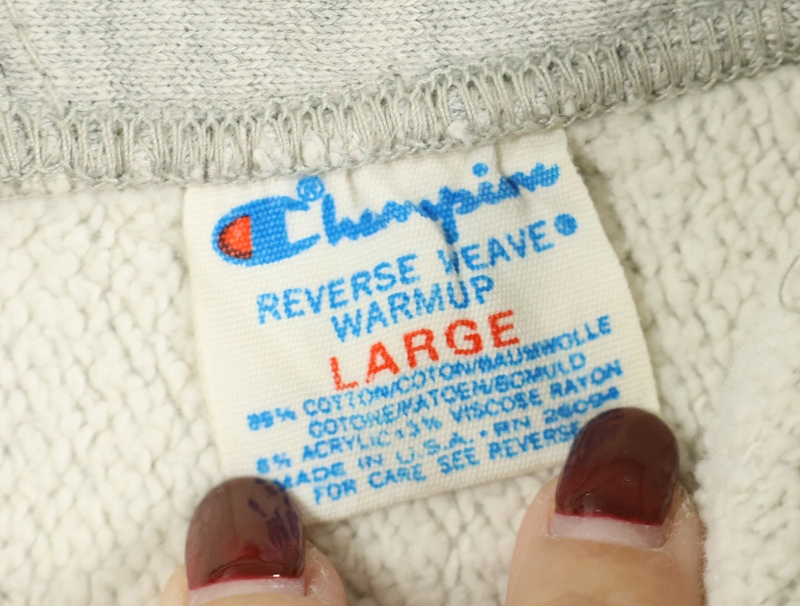 Champion®
REVERSE WEAVE®
WARMUP
LARGE
89% COTTON/COTON/BAUMWOLLE
COTONE/KATOEN/BOMULD
8% ACRYLIC • 3% VISCOSE RAYON
MADE IN U.S.A. • RN 26094
FOR CARE SEE REVERSE